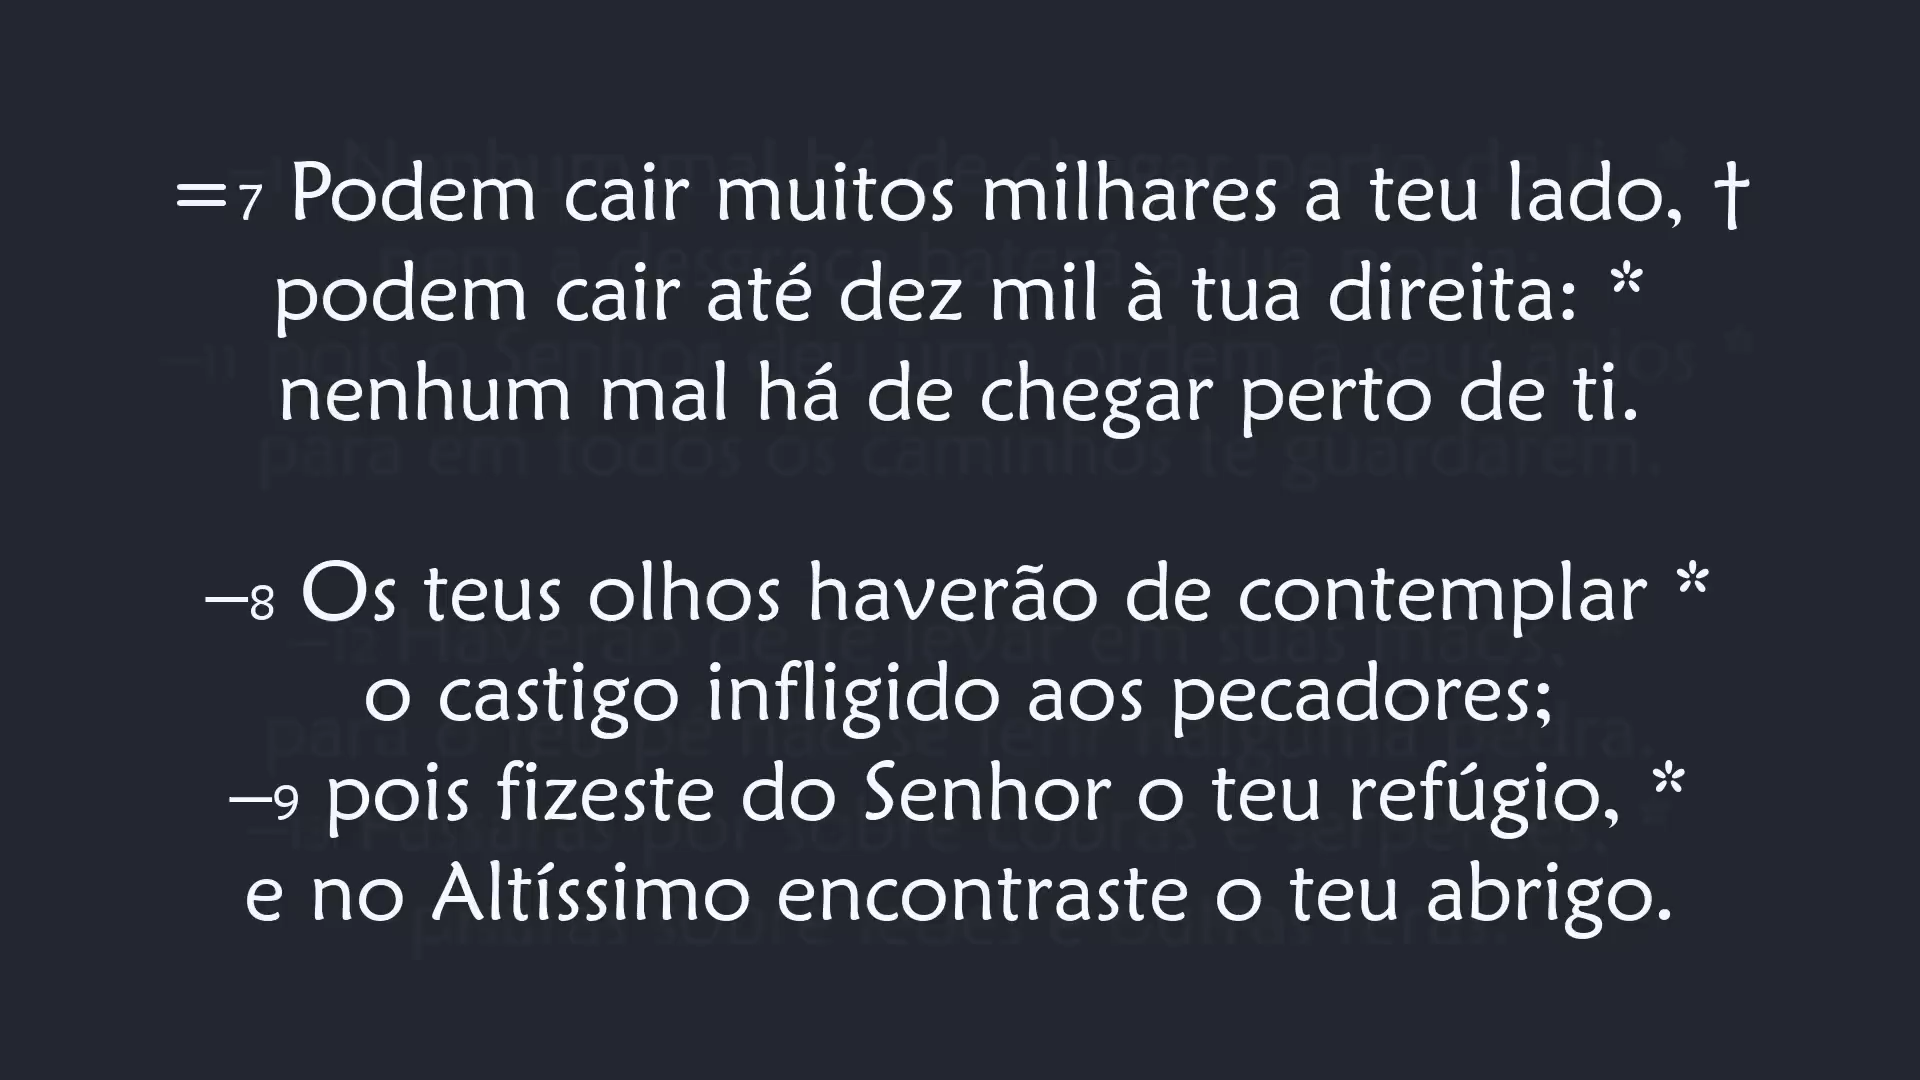 =7 Podem cair muitos milhares a teu lado, †
podem cair até dez mil à tua direita: *
nenhum mal há de chegar perto de ti.
–8 Os teus olhos haverão de contemplar *
o castigo infligido aos pecadores;
–9 pois fizeste do Senhor o teu refúgio, *
e no Altíssimo encontraste o teu abrigo.